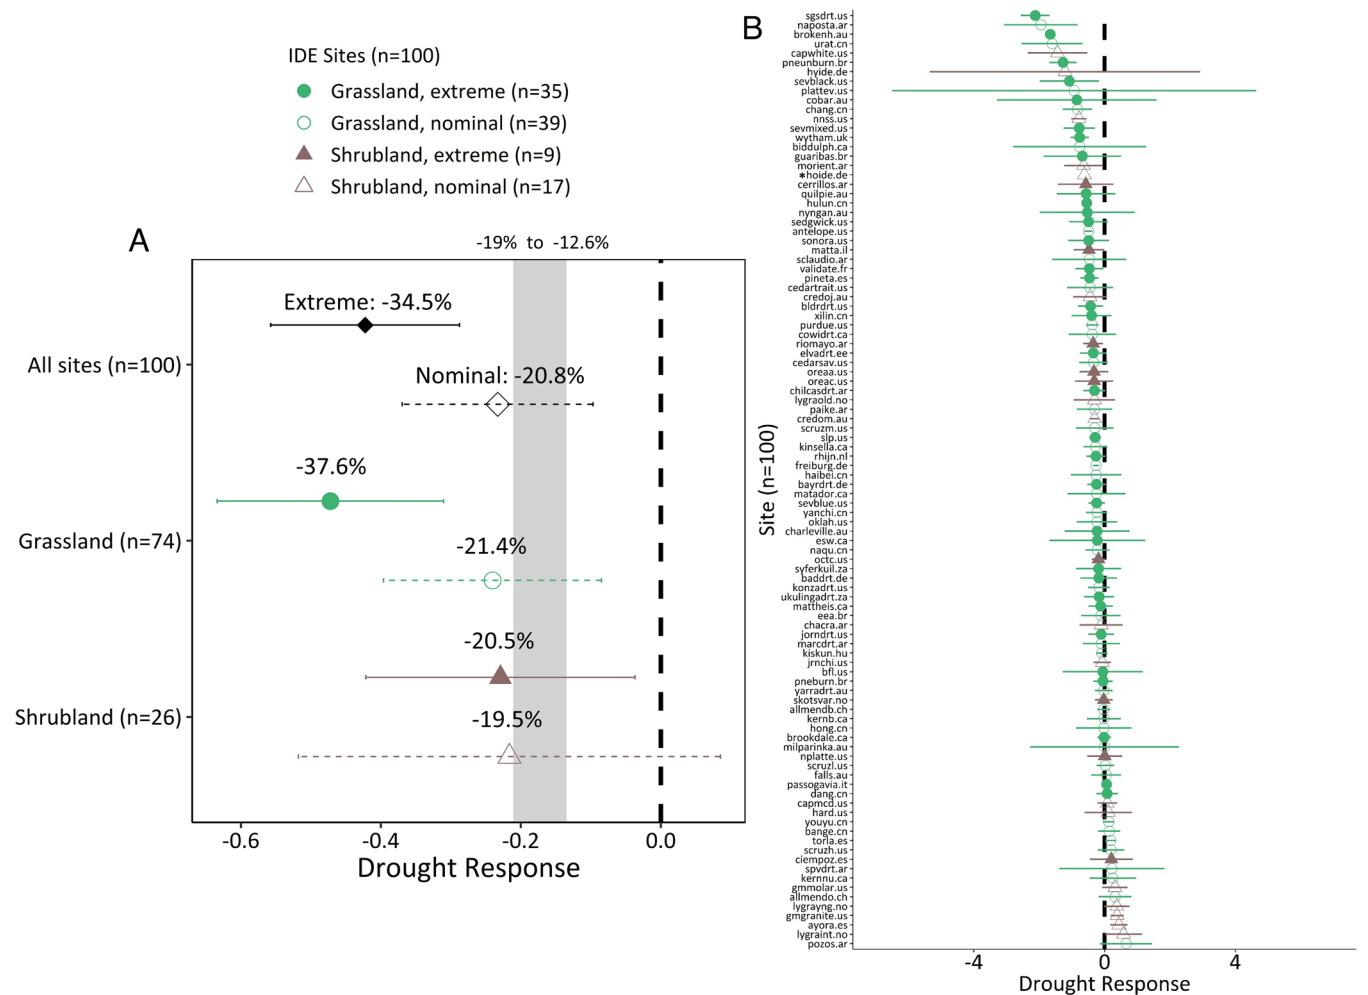 IDE Sites (n=100)
Grassland, extreme (n=35)
Grassland, nominal (n=39)
Shrubland, extreme (n=9)
Shrubland, nominal (n=17)
A
-19% to -12.6%
Extreme: -34.5%
All sites (n=100)
Nominal: -20.8%
-37.6%
Grassland (n=74)
-21.4%
-20.5%
Shrubland (n=26)
-19.5%
-0.6
-0.4
-0.2
0.0
Drought Response
B
Site (n=100)
sgsdrt.us
naposta.ar
brokenh.au
urat.cn
capwhite.us
pneunburn.br
hyide.de
sevblack.us
plattev.us
cobar.au
chang.cn
nnss.us
sevmixed.us
wytham.uk
biddulph.ca
guaribas.br
morient.ar
*hoide.de
cerrillos.ar
quilpie.au
hulun.cn
nyngan.au
sedgwick.us
antelope.us
sonora.us
matta.il
sclaudio.ar
validate.fr
pineta.es
cedartrait.us
credoj.au
bldrdrt.us
xilin.cn
purdue.us
cowidrt.ca
riomayo.ar
elvadrt.ee
cedarsav.us
oreaa.us
oreac.us
chilcasdrt.ar
lygraold.no
paike.ar
credom.au
scruzm.us
slp.us
kinsella.ca
rhijn.nl
freiburg.de
haibei.cn
bayrdrt.de
matador.ca
sevblue.us
yanchi.cn
oklah.us
charleville.au
esw.ca
naqu.cn
octc.us
syferkuil.za
baddrt.de
konzadrt.us
ukulingadrt.za
mattheis.ca
eea.br
chacra.ar
jorndrt.us
marcdrt.ar
kiskun.hu
jrnchi.us
bfl.us
pneburn.br
yarradrt.au
skotsvar.no
allmendb.ch
kernb.ca
hong.cn
brookdale.ca
milparinka.au
nplatte.us
scruzl.us
falls.au
passogavia.it
dang.cn
capmcd.us
hard.us
youyu.cn
bange.cn
torla.es
scruzh.us
ciempoz.es
spvdrt.ar
kernnu.ca
gmmolar.us
allmendo.ch
lygrayng.no
gmgranite.us
ayora.es
lygraint.no
pozos.ar
-4
0
4
Drought Response